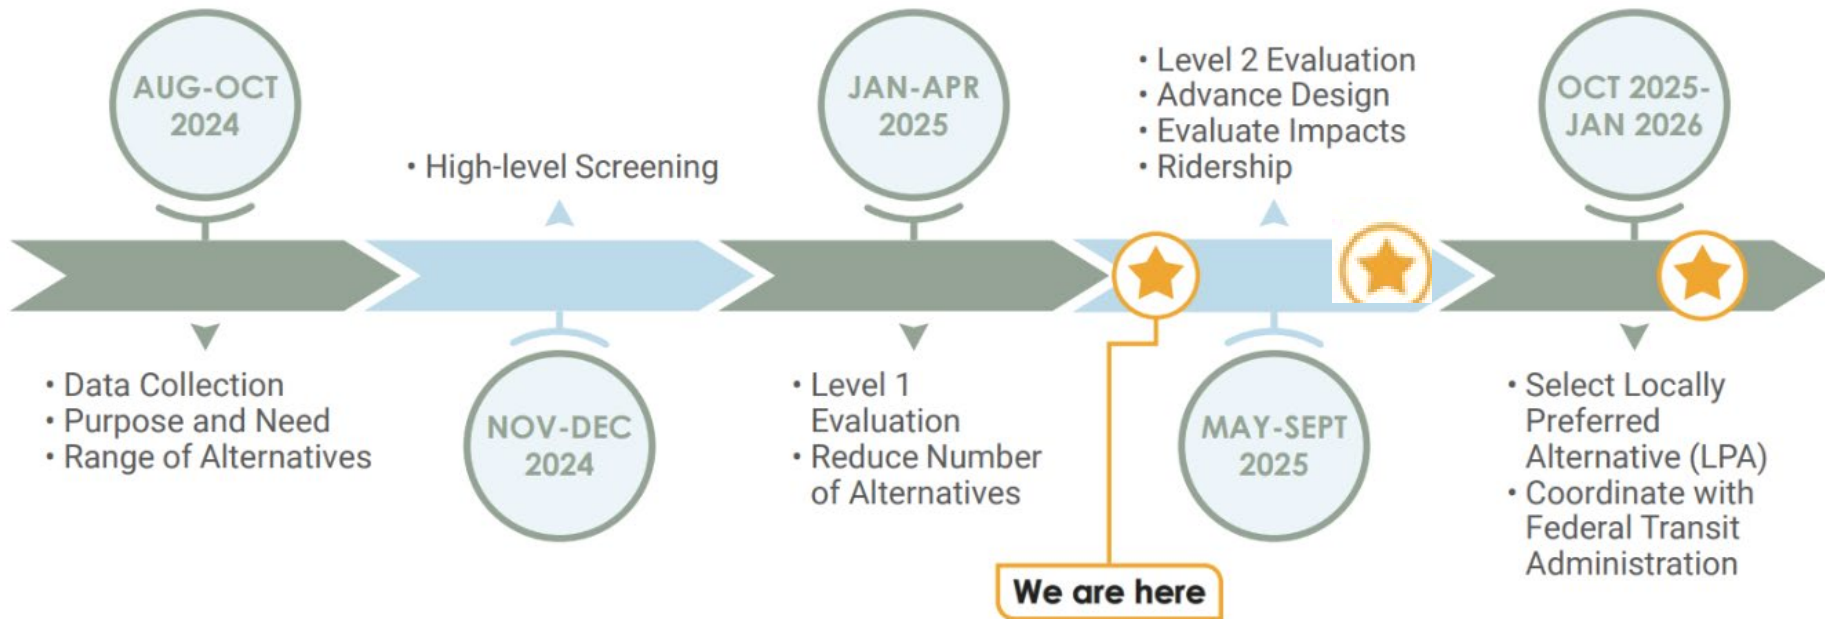 AUG-OCT
2024
• Data Collection
• Purpose and Need
• Range of Alternatives
• High-level Screening
NOV-DEC
2024
JAN-APR
2025
• Level 1
Evaluation
• Reduce Number
of Alternatives
• Level 2 Evaluation
• Advance Design
• Evaluate Impacts
• Ridership
MAY-SEPT
2025
We are here
OCT 2025-
JAN 2026
• Select Locally
Preferred
Alternative (LPA)
• Coordinate with
Federal Transit
Administration